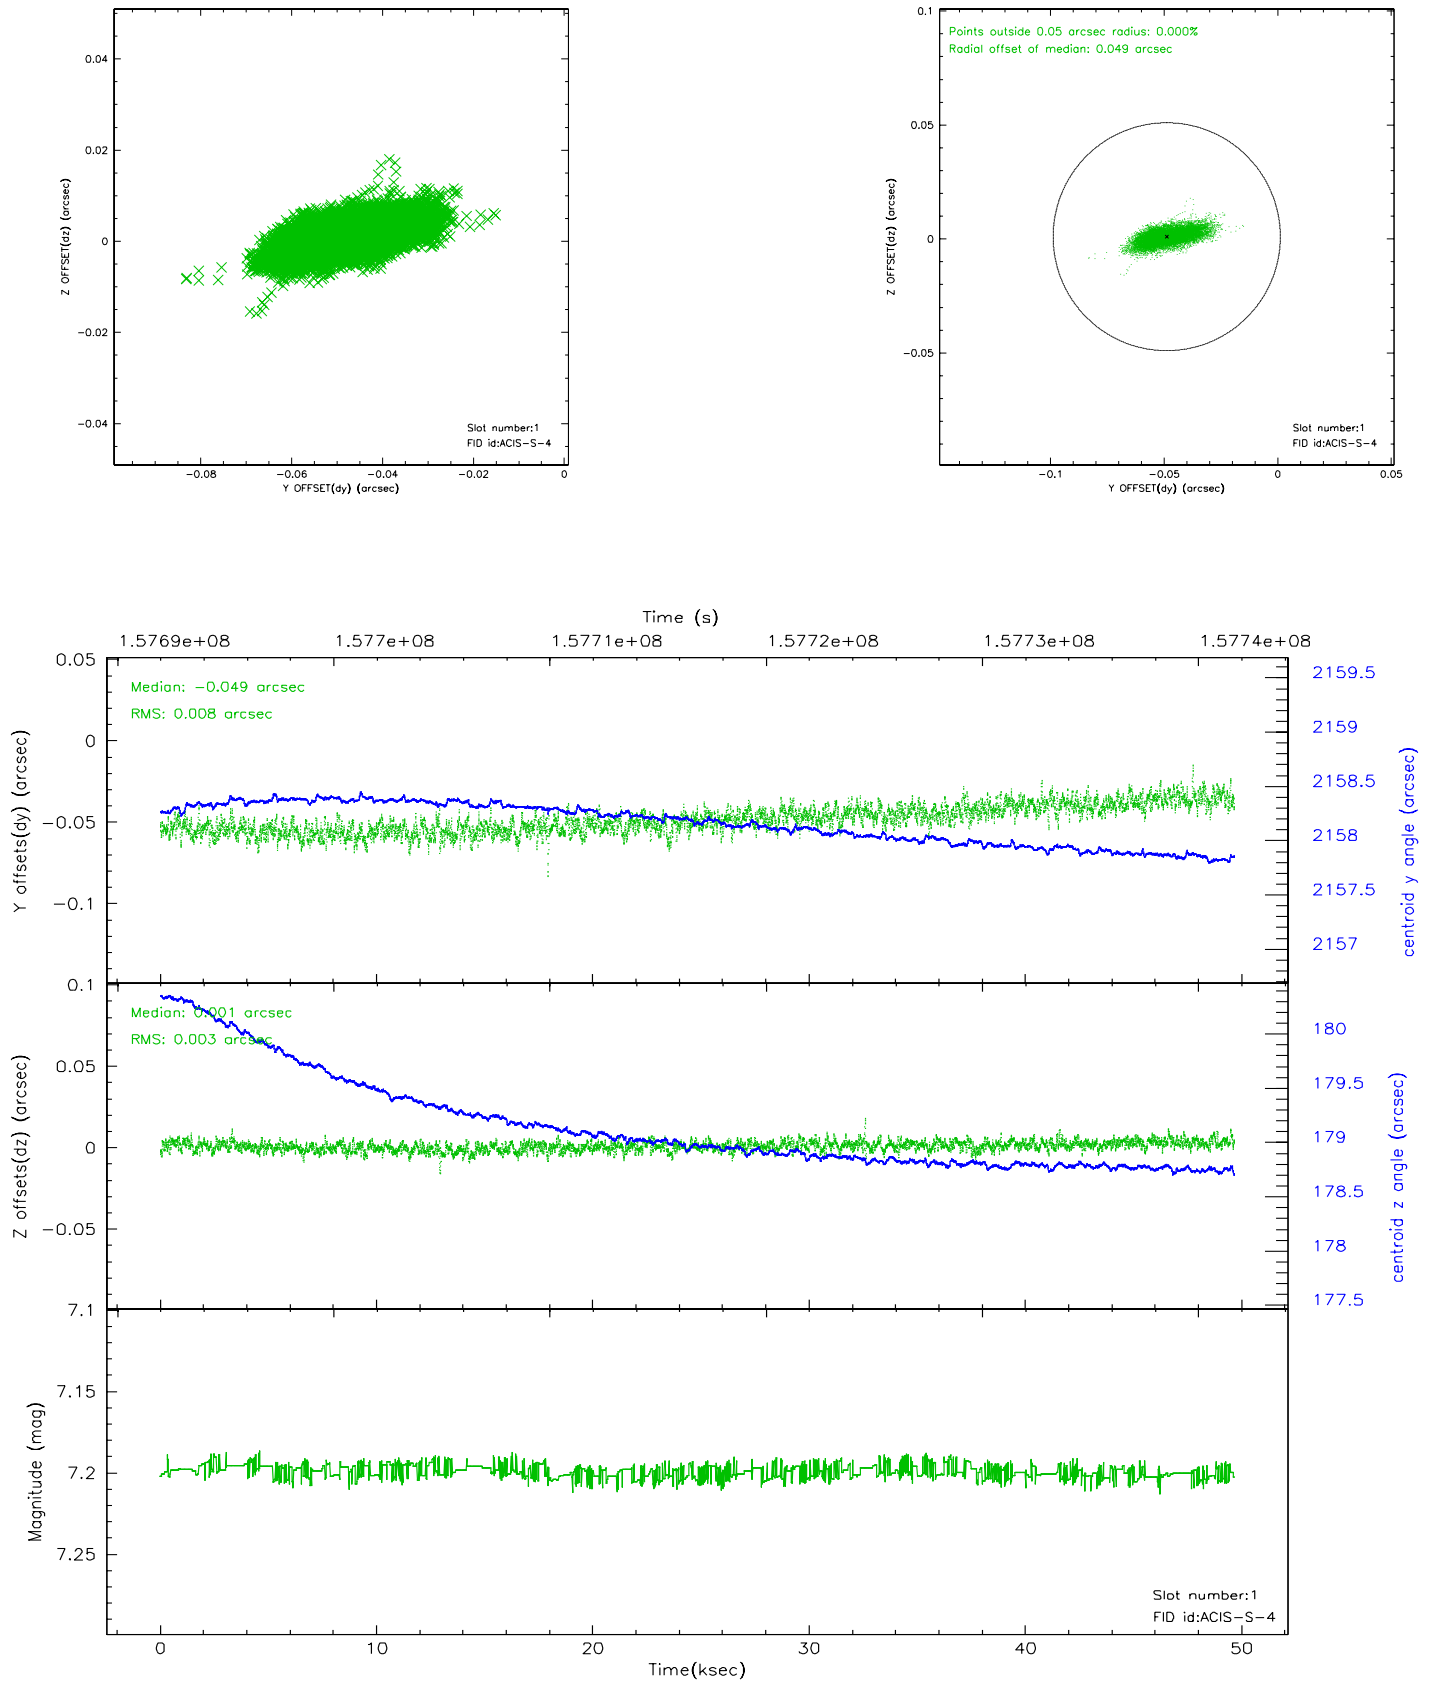 0.04
0.02
0
−0.02
−0.04
Z OFFSET(dz) (arcsec)
Slot number:1
FID id:ACIS−S−4
−0.08
−0.06
−0.04
−0.02
0
Y OFFSET(dy) (arcsec)
0.1
0.05
0
−0.05
Z OFFSET(dz) (arcsec)
Points outside 0.05 arcsec radius: 0.000%
Radial offset of median: 0.049 arcsec
Slot number:1
FID id:ACIS−S−4
−0.1
−0.05
0
0.05
Y OFFSET(dy) (arcsec)
Time (s)
1.5769e+08
1.577e+08
1.5771e+08
1.5772e+08
1.5773e+08
1.5774e+08
0.05
0
−0.05
−0.1
Y offsets(dy) (arcsec)
Median: −0.049 arcsec
RMS: 0.008 arcsec
2159.5
2159
2158.5
2158
2157.5
2157
centroid y angle (arcsec)
0.1
0.05
0
−0.05
Z offsets(dz) (arcsec)
Median: 0.001 arcsec
RMS: 0.003 arcsec
180
179.5
179
178.5
178
177.5
centroid z angle (arcsec)
7.1
7.15
7.2
7.25
Magnitude (mag)
Slot number:1
FID id:ACIS−S−4
0
10
20
30
40
50
Time(ksec)